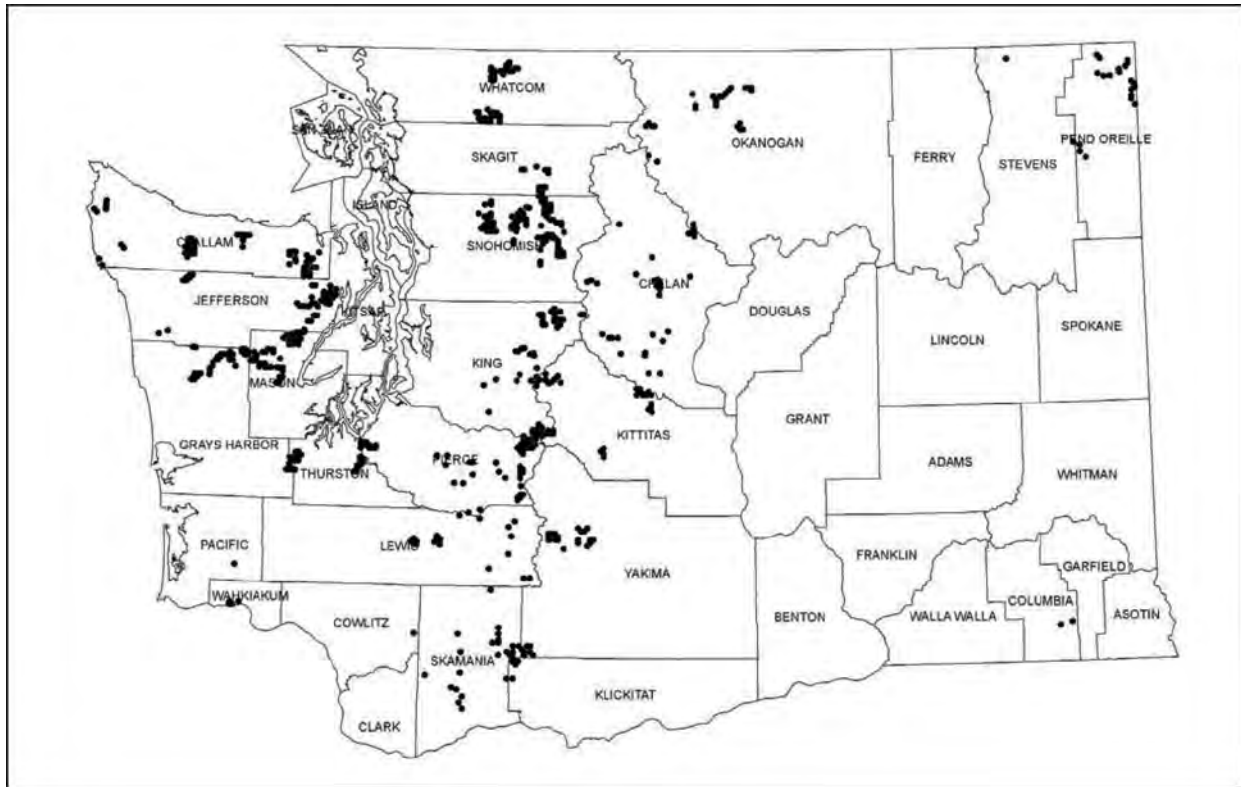 WHATCOM
SAN JUAN
SKAGIT
OKANOGAN
FERRY
STEVENS
PEND OREILLE
ISLAND
CLALLAM
SNOHOMISH
JEFFERSON
KITSAP
CHELAN
DOUGLAS
LINCOLN
SPOKANE
MASON
KING
GRAYS HARBOR
THURSTON
PIERCE
KITTITAS
GRANT
ADAMS
WHITMAN
PACIFIC
LEWIS
YAKIMA
FRANKLIN
GARFIELD
WAHKIAKUM
COWLITZ
SKAMANIA
BENTON
WALLA WALLA
COLUMBIA
ASOTIN
KLICKITAT
CLARK